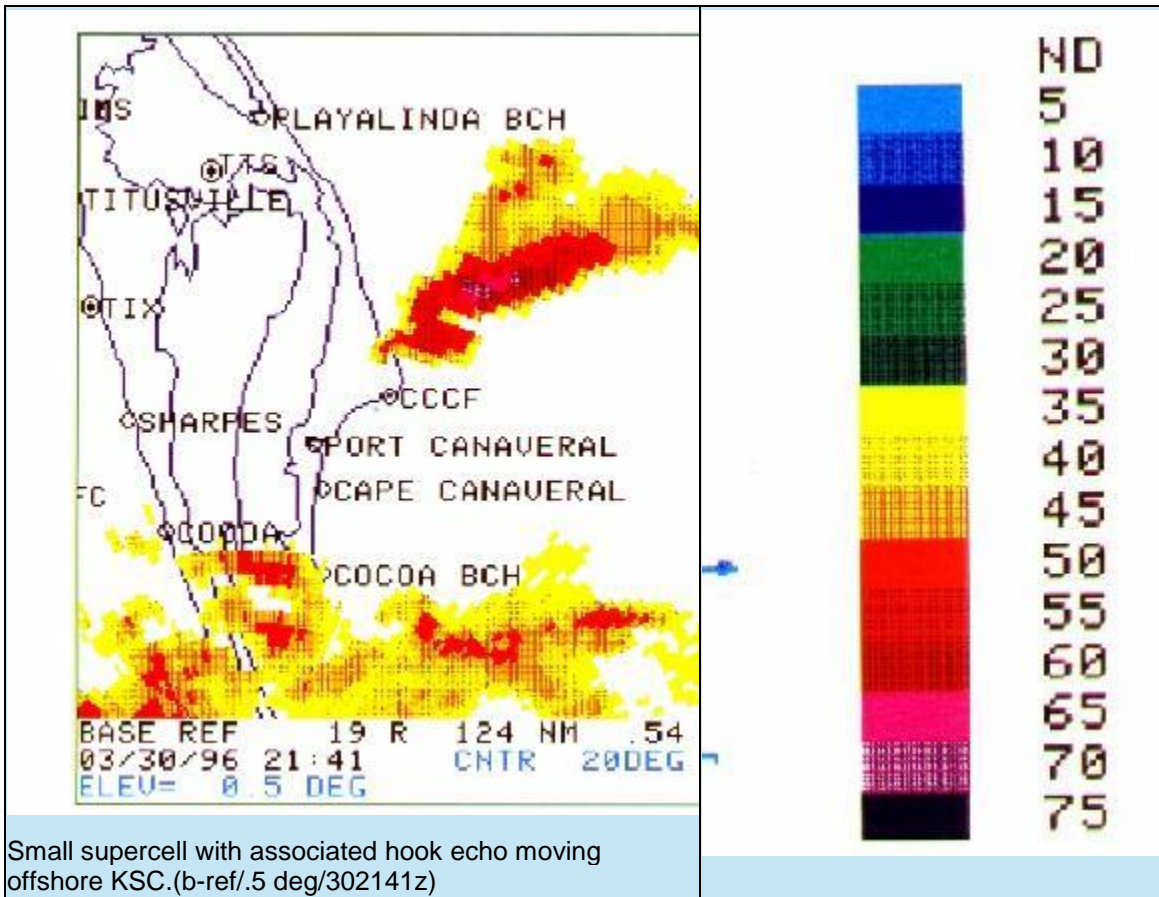 PLAYALINDA BCH
TTS
TITUSVILLE
TIX
CCCF
SHARPES
PORT CANAVERAL
FC
CAPE CANAVERAL
COCOA
COCOA BCH
BASE REF 19 R 124 NM .54
03/30/96 21:41 CNTR 20DEG
ELEV= 0.5 DEG
Small supercell with associated hook echo moving
offshore KSC.(b-ref/.5 deg/302141z)
ND
5
10
15
20
25
30
35
40
45
50
55
60
65
70
75